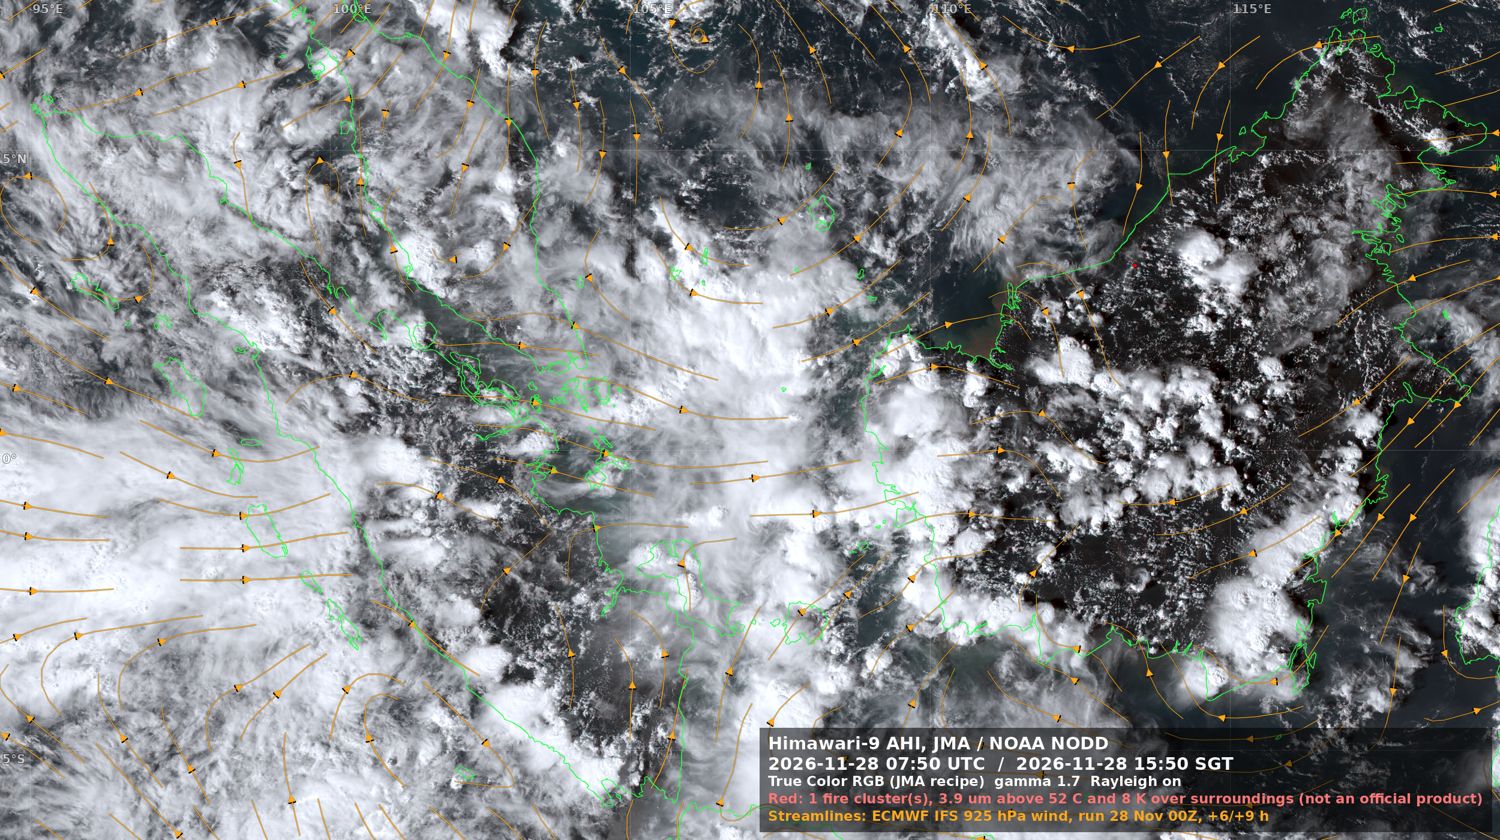 95°E
100°E
105°E
110°E
115°E
5°N
0°
5°S
Himawari-9 AHI, JMA / NOAA NODD
2026-11-28 07:50 UTC / 2026-11-28 15:50 SGT
True Color RGB (JMA recipe) gamma 1.7 Rayleigh on
Red: 1 fire cluster(s), 3.9 um above 52 C and 8 K over surroundings (not an official product)
Streamlines: ECMWF IFS 925 hPa wind, run 28 Nov 00Z, +6/+9 h